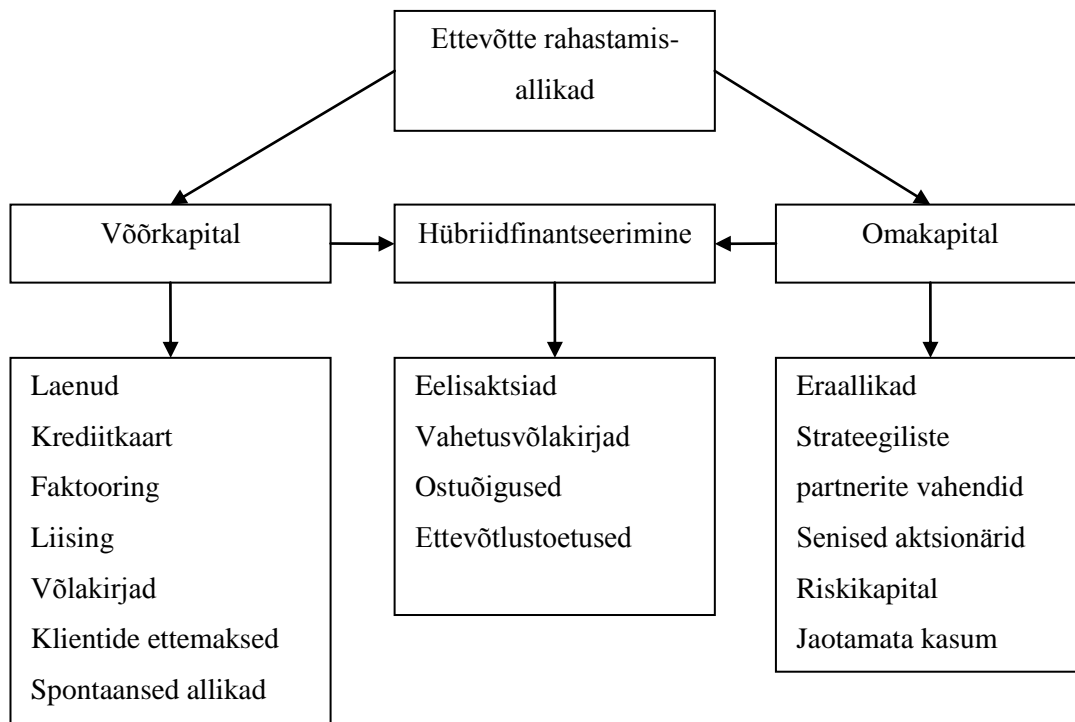 Ettevõtte rahastamis-
allikad
Võõrkapital
Hübriidfinantseerimine
Omakapital
Laenud
Krediitkaart
Faktooring
Liising
Võlakirjad
Klientide ettemaksed
Spontaansed allikad
Eelisaktsiad
Vahetusvõlakirjad
Ostuõigused
Ettevõtlustoetused
Eraallikad
Strateegiliste
partnerite vahendid
Senised aktsionärid
Riskikapital
Jaotamata kasum